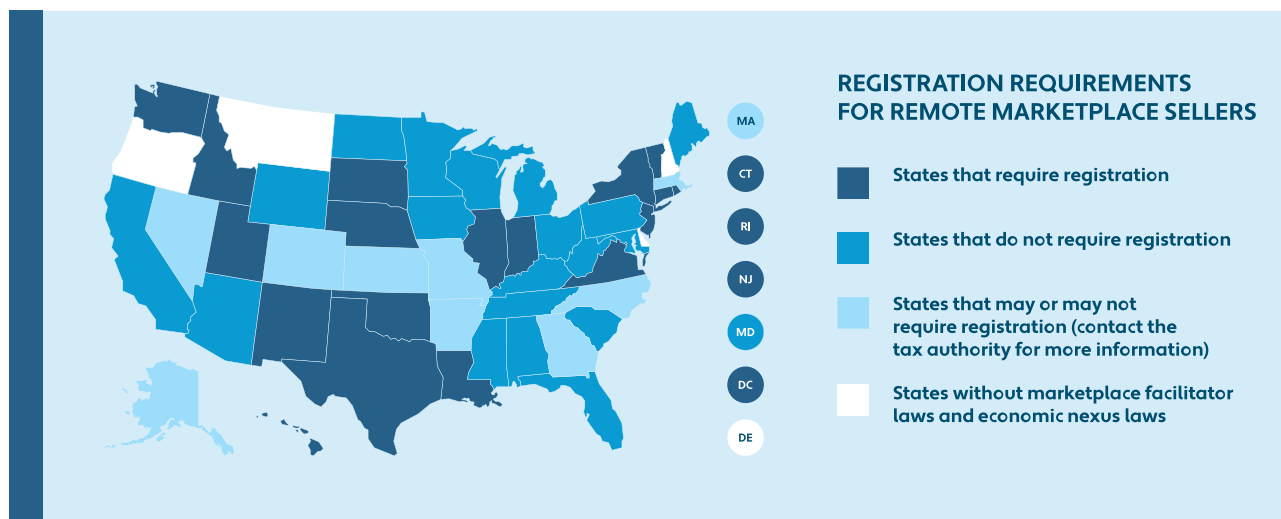 REGISTRATION REQUIREMENTS
FOR REMOTE MARKETPLACE SELLERS
MA
CT
RI
NJ
MD
DC
DE
States that require registration
States that do not require registration
States that may or may not
require registration (contact the
tax authority for more information)
States without marketplace facilitator
laws and economic nexus laws